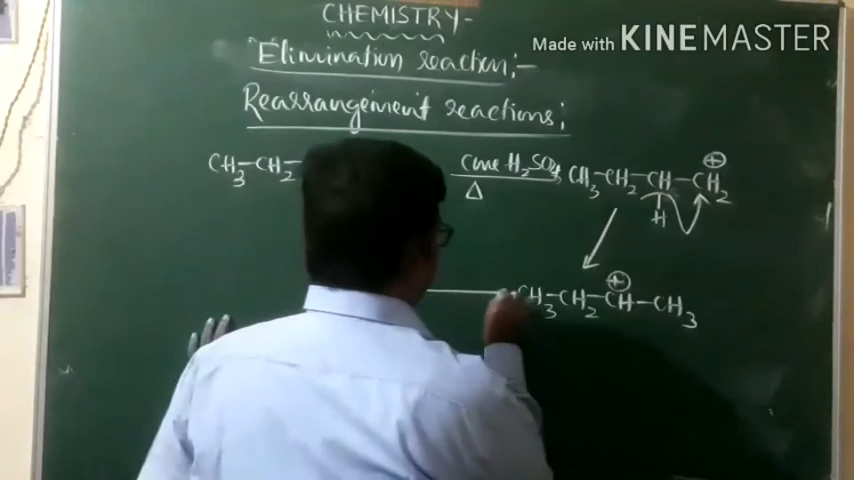 CHEMISTRY-
Made with KINEMASTER
Elimination reaction;-
Rearrangement reactions;
CH3-CH2- Conc H2SO4 Δ CH3-CH2-CH-CH2 ⊕
H
CH3-CH2-CH-CH3 ⊕